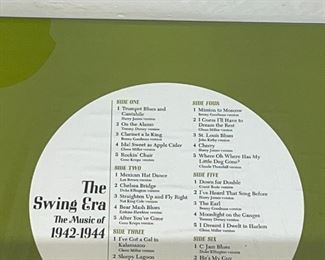 The
Swing Era
The Music of
1942-1944
SIDE ONE
1 Trumpet Blues and
Cantabile
Harry James version
2 On the Alamo
Tommy Dorsey version
3 Clarinet a la King
Benny Goodman version
4 Ida! Sweet as Apple Cider
Glenn Miller version
5 Rockin' Chair
Gene Krupa version
SIDE TWO
1 Mexican Hat Dance
Les Brown version
2 Chelsea Bridge
Duke Ellington version
3 Straighten Up and Fly Right
Nat King Cole version
4 Bear Mash Blues
Erskine Hawkins version
5 After You've Gone
Gene Krupa version
SIDE THREE
1 I've Got a Gal in
Kalamazoo
Glenn Miller version
2 Sleepy Lagoon
SIDE FOUR
1 Mission to Moscow
Benny Goodman version
2 I Guess I'll Have to
Dream the Rest
Glenn Miller version
3 St. Louis Blues
John Kirby version
4 Cherry
Harry James version
5 Where Oh Where Has My
Little Dog Gone?
Claude Thornhill version
SIDE FIVE
1 Down for Double
Count Basie version
2 I've Heard That Song Before
Harry James version
3 The Earl
Benny Goodman version
4 Moonlight on the Ganges
Tommy Dorsey version
5 I Dreamt I Dwelt in Harlem
Glenn Miller version
SIDE SIX
1 C Jam Blues
Duke Ellington version
2 He's My Guy